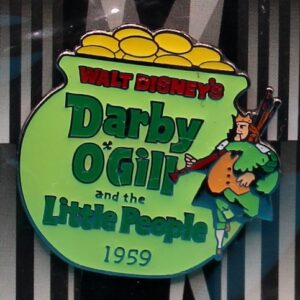 WALT DISNEY'S
Darby
O'Gill
and the
Little People
1959